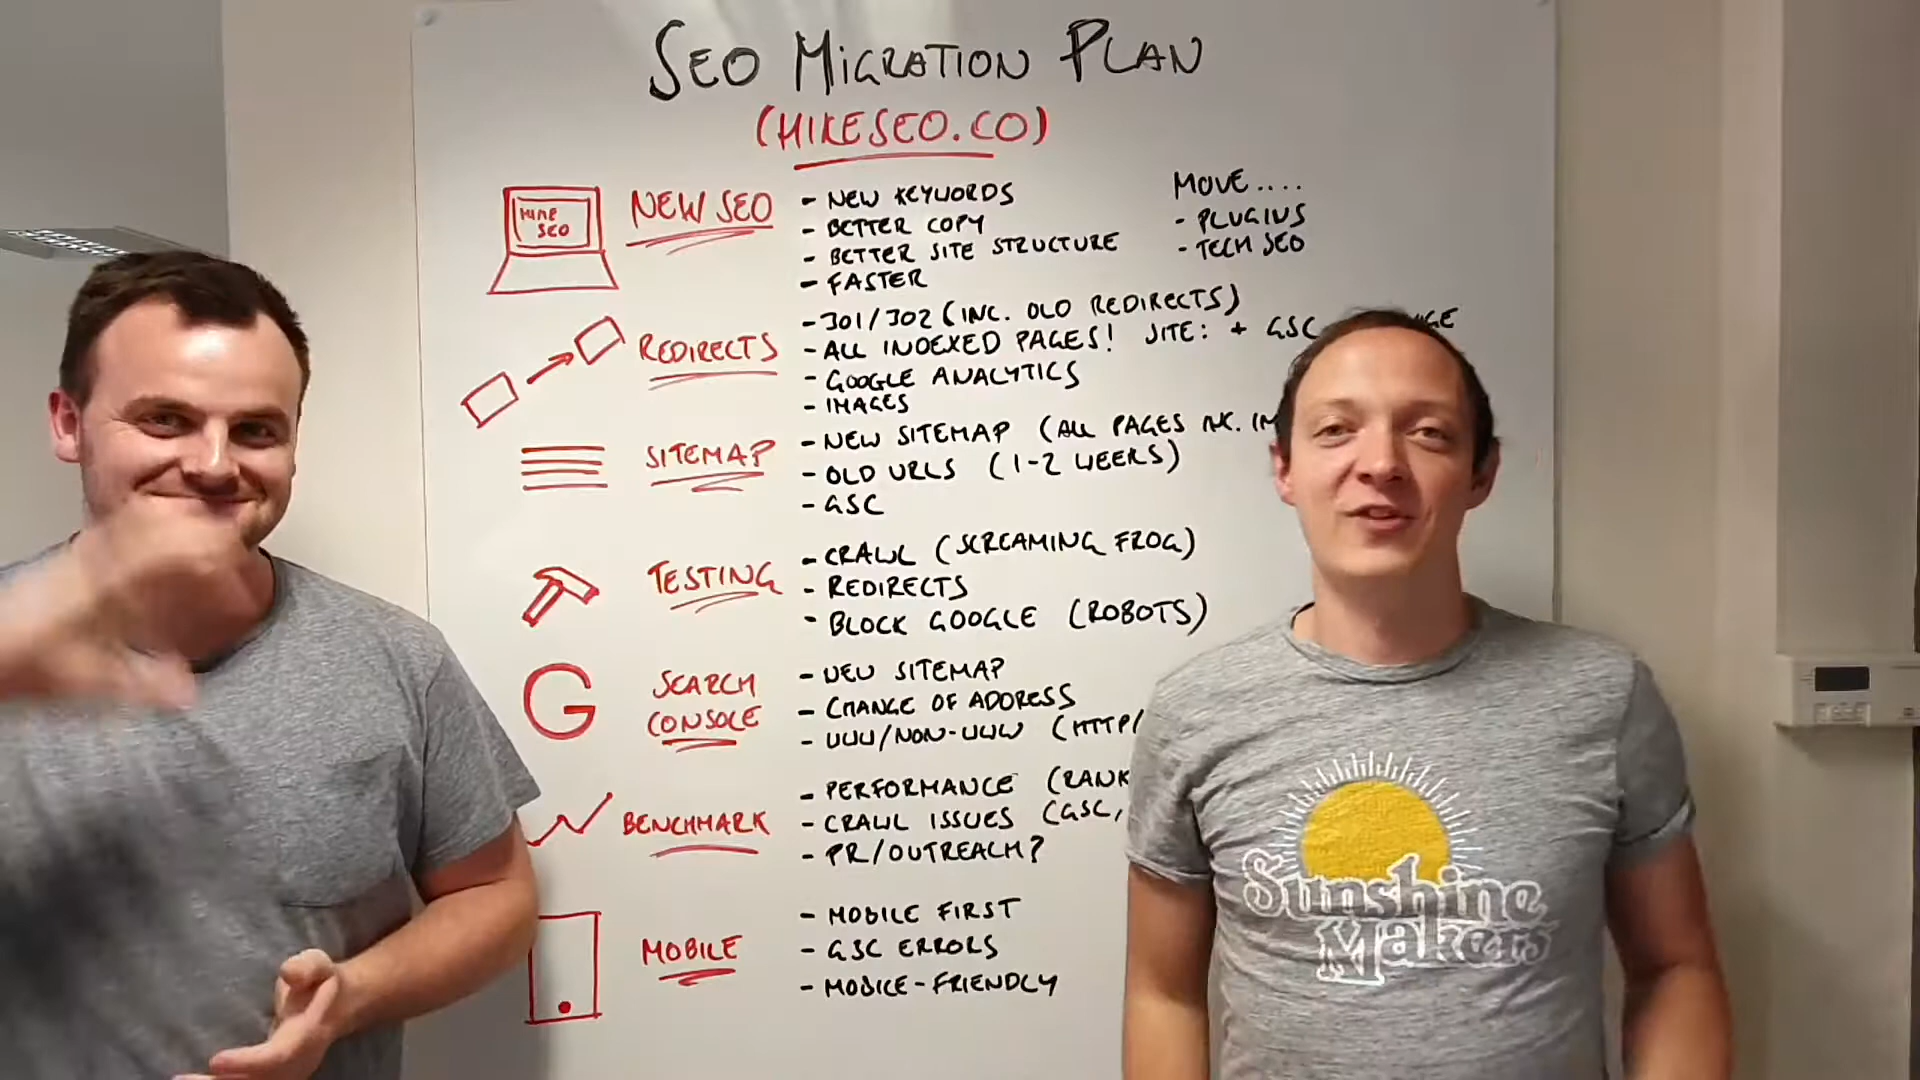 SEO MIGRATION PLAN
(HIKESEO.CO)
HIKE
SEO
NEW SEO
- NEW KEYWORDS
- BETTER COPY
- BETTER SITE STRUCTURE
- FASTER
MOVE....
- PLUGINS
- TECH SEO
REDIRECTS
- 301/302 (INC. OLD REDIRECTS)
- ALL INDEXED PAGES! SITE: + GSC
- GOOGLE ANALYTICS
- IMAGES
SITEMAP
- NEW SITEMAP (ALL PAGES INC. IM
- OLD URLS (1-2 WEEKS)
- GSC
TESTING
- CRAWL (SCREAMING FROG)
- REDIRECTS
- BLOCK GOOGLE (ROBOTS)
G
SEARCH
CONSOLE
- NEW SITEMAP
- CHANGE OF ADDRESS
- WWW/NON-WWW (HTTP/
BENCHMARK
- PERFORMANCE (RANK
- CRAWL ISSUES (GSC,
- PR/OUTREACH?
MOBILE
- MOBILE FIRST
- GSC ERRORS
- MOBILE-FRIENDLY
Sunshine
Makers